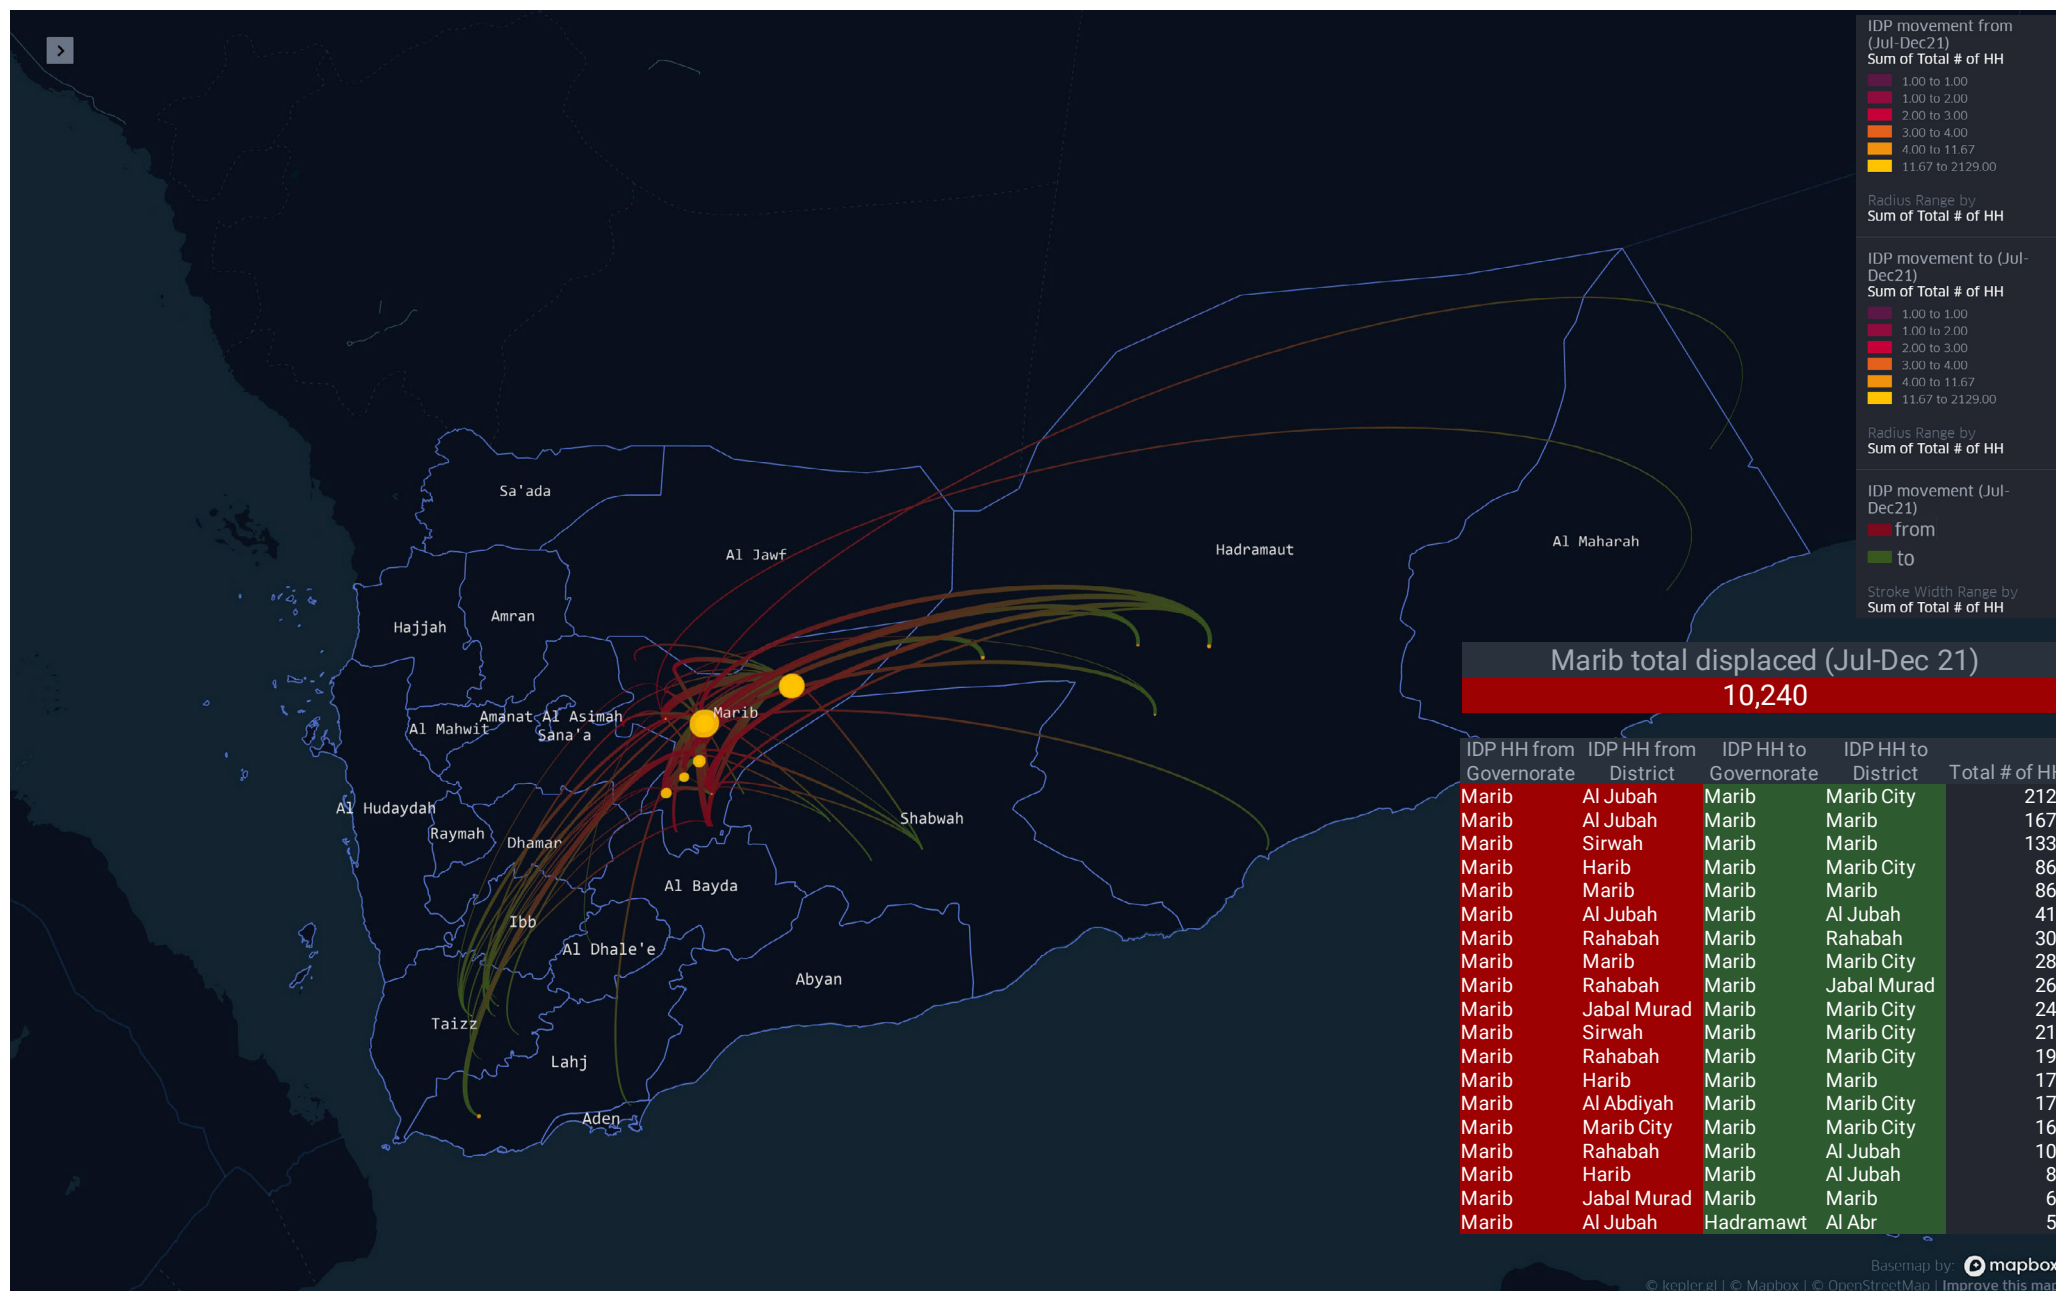 IDP movement from
(Jul-Dec21)
Sum of Total # of HH
1.00 to 1.00
1.00 to 2.00
2.00 to 3.00
3.00 to 4.00
4.00 to 11.67
11.67 to 2129.00
Radius Range by
Sum of Total # of HH
IDP movement to (Jul-
Dec21)
Sum of Total # of HH
1.00 to 1.00
1.00 to 2.00
2.00 to 3.00
3.00 to 4.00
4.00 to 11.67
11.67 to 2129.00
Radius Range by
Sum of Total # of HH
IDP movement (Jul-
Dec21)
from
to
Stroke Width Range by
Sum of Total # of HH
Sa'ada
Al Jawf
Hadramaut
Al Maharah
Hajjah
Amran
Amanat Al Asimah
Marib
Al Mahwit
Sana'a
Al Hudaydah
Raymah
Dhamar
Shabwah
Al Bayda
Ibb
Al Dhale'e
Abyan
Taizz
Lahj
Aden
Marib total displaced (Jul-Dec 21)
10,240
IDP HH from Governorate IDP HH from District IDP HH to Governorate IDP HH to District Total # of HH
Marib Al Jubah Marib Marib City 212
Marib Al Jubah Marib Marib 167
Marib Sirwah Marib Marib 133
Marib Harib Marib Marib City 86
Marib Marib Marib Marib 86
Marib Al Jubah Marib Al Jubah 41
Marib Rahabah Marib Rahabah 30
Marib Marib Marib Marib City 28
Marib Rahabah Marib Jabal Murad 26
Marib Jabal Murad Marib Marib City 24
Marib Sirwah Marib Marib City 21
Marib Rahabah Marib Marib City 19
Marib Harib Marib Marib 17
Marib Al Abdiyah Marib Marib City 17
Marib Marib City Marib Marib City 16
Marib Rahabah Marib Al Jubah 10
Marib Harib Marib Al Jubah 8
Marib Jabal Murad Marib Marib 6
Marib Al Jubah Hadramawt Al Abr 5
Basemap by: mapbox
© kepler.gl | © Mapbox | © OpenStreetMap | Improve this map